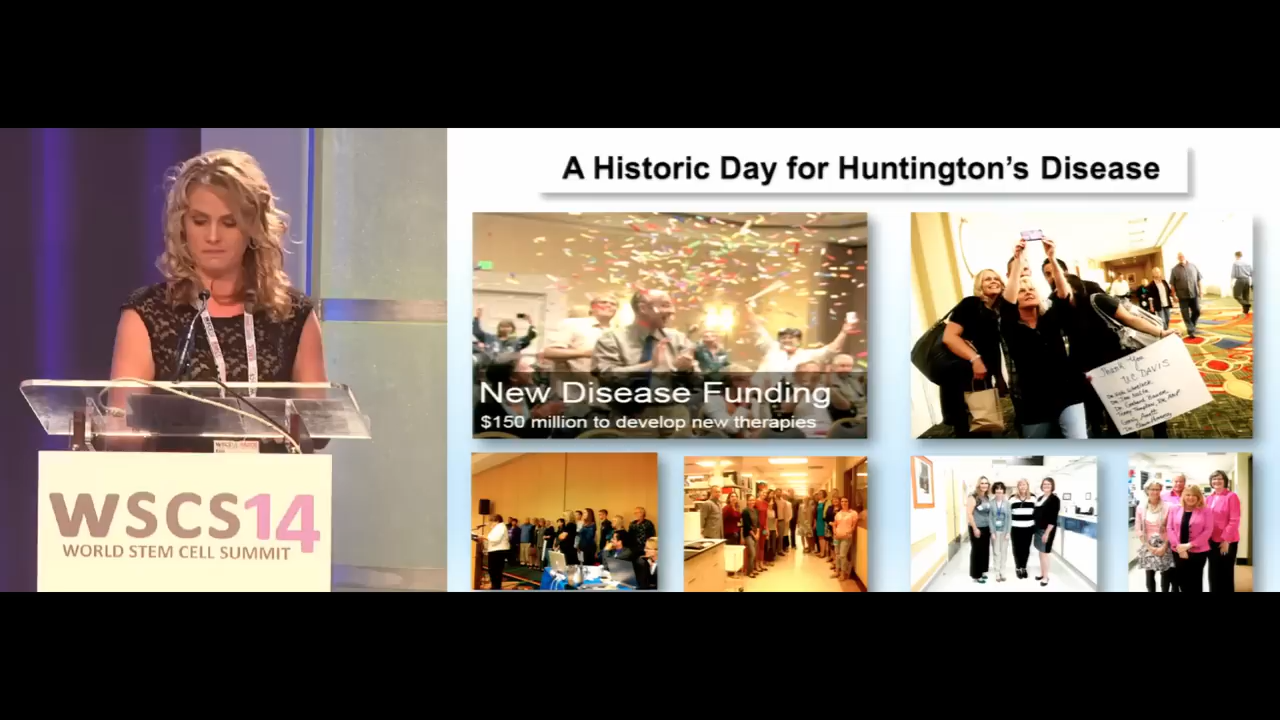 A Historic Day for Huntington's Disease
New Disease Funding
$150 million to develop new therapies
Thank You
UC DAVIS
WSCS14
WORLD STEM CELL SUMMIT